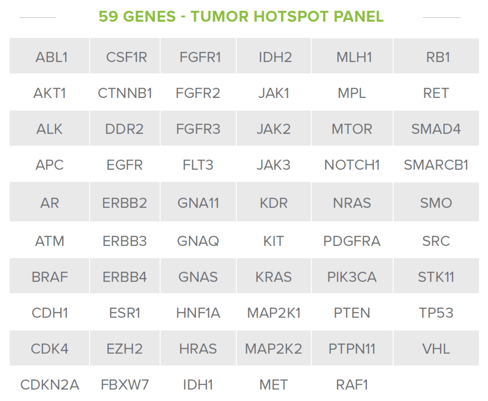 59 GENES - TUMOR HOTSPOT PANEL
ABL1 CSF1R FGFR1 IDH2 MLH1 RB1
AKT1 CTNNB1 FGFR2 JAK1 MPL RET
ALK DDR2 FGFR3 JAK2 MTOR SMAD4
APC EGFR FLT3 JAK3 NOTCH1 SMARCB1
AR ERBB2 GNA11 KDR NRAS SMO
ATM ERBB3 GNAQ KIT PDGFRA SRC
BRAF ERBB4 GNAS KRAS PIK3CA STK11
CDH1 ESR1 HNF1A MAP2K1 PTEN TP53
CDK4 EZH2 HRAS MAP2K2 PTPN11 VHL
CDKN2A FBXW7 IDH1 MET RAF1